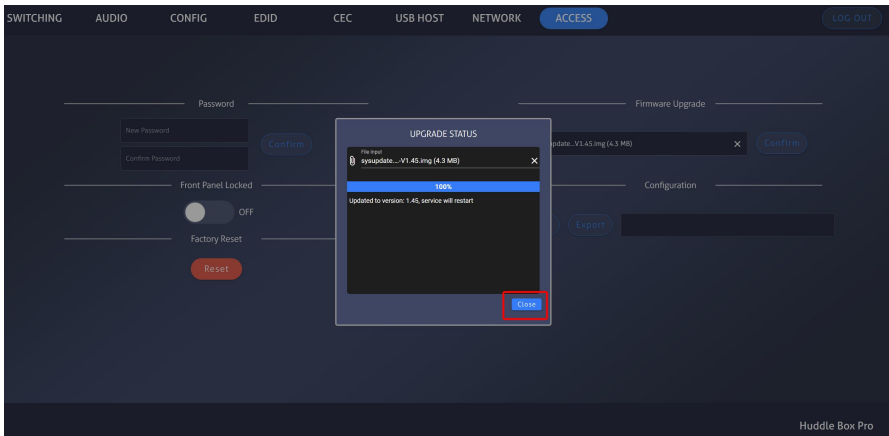 SWITCHING AUDIO CONFIG EDID CEC USB HOST NETWORK ACCESS LOG OUT
Password
New Password
Confirm Password
Confirm
Front Panel Locked
OFF
Factory Reset
Reset
UPGRADE STATUS
File input
sysupdate...-V1.45.img (4.3 MB)
100%
Updated to version: 1.45, service will restart
Close
Firmware Upgrade
pdate...V1.45.img (4.3 MB)
Confirm
Configuration
Export
Huddle Box Pro